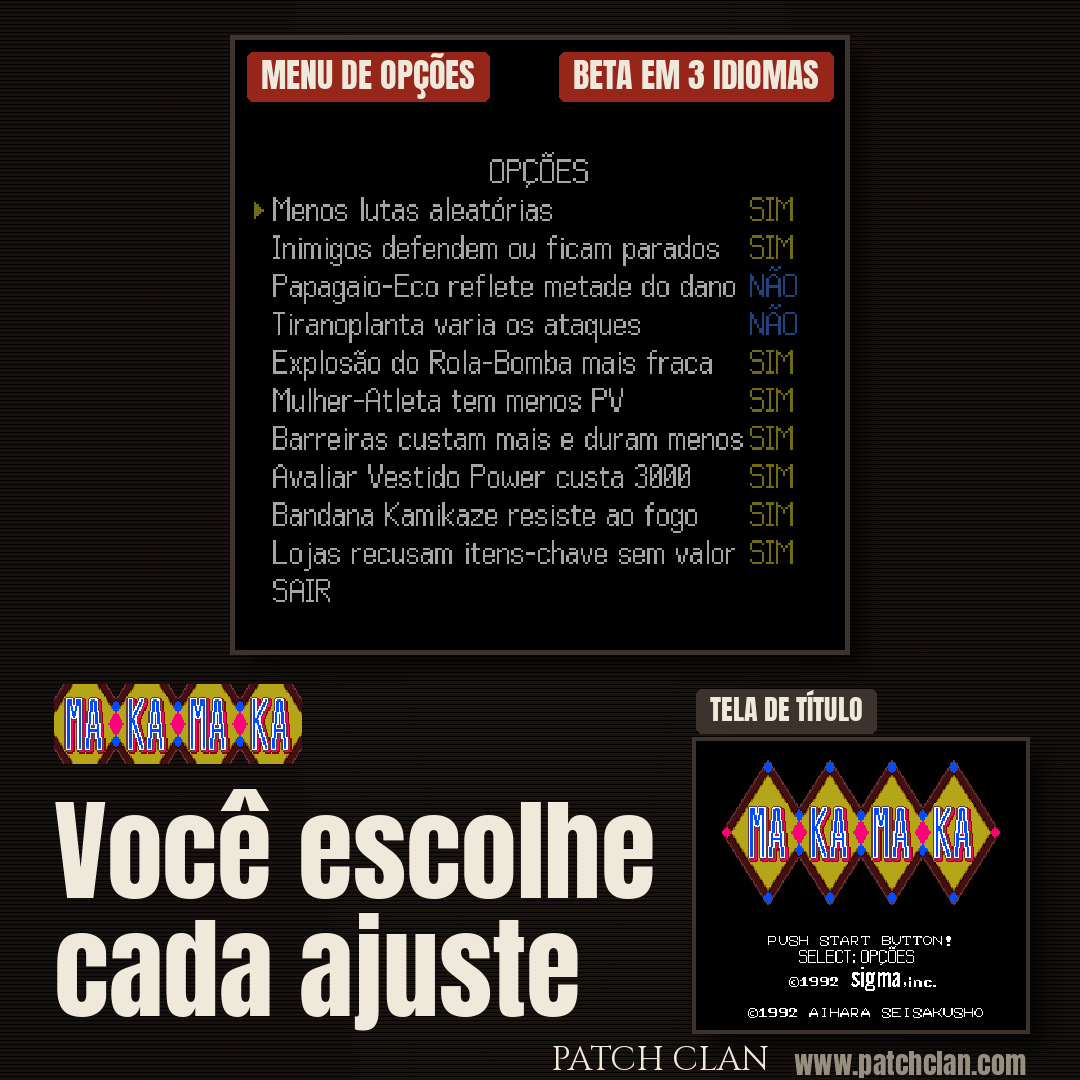 MENU DE OPÇÕES
BETA EM 3 IDIOMAS
OPÇÕES
Menos lutas aleatórias SIM
Inimigos defendem ou ficam parados SIM
Papagaio-Eco reflete metade do dano NÃO
Tiranoplanta varia os ataques NÃO
Explosão do Rola-Bomba mais fraca SIM
Mulher-Atleta tem menos PV SIM
Barreiras custam mais e duram menos SIM
Avaliar Vestido Power custa 3000 SIM
Bandana Kamikaze resiste ao fogo SIM
Lojas recusam itens-chave sem valor SIM
SAIR
MA KA MA KA
Você escolhe
cada ajuste
TELA DE TÍTULO
MA KA MA KA
PUSH START BUTTON!
SELECT: OPÇÕES
©1992 sigma,inc.
©1992 AIHARA SEISAKUSHO
PATCH CLAN www.patchclan.com